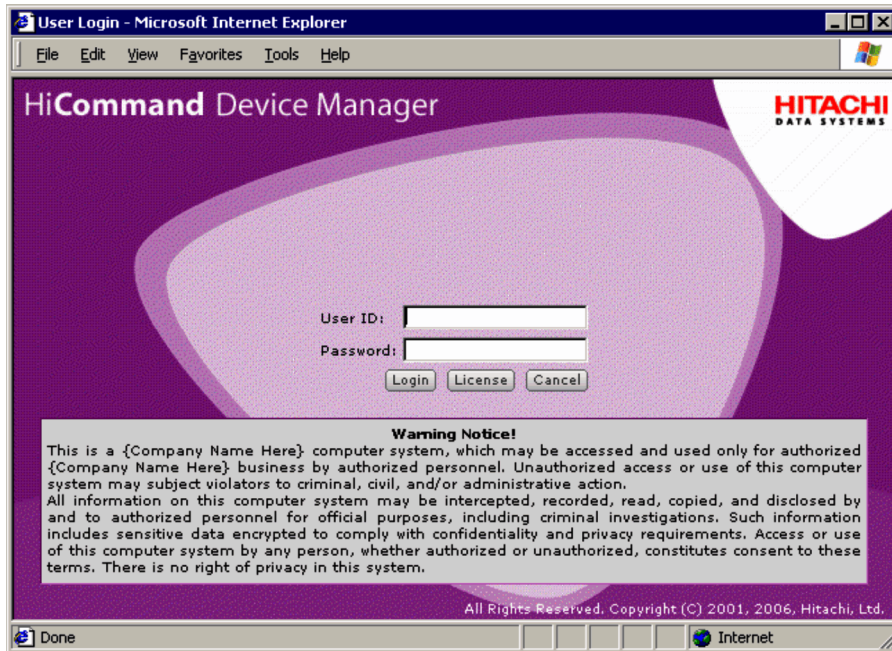 User Login - Microsoft Internet Explorer
File Edit View Favorites Tools Help
HiCommand Device Manager
HITACHI
DATA SYSTEMS
User ID:
Password:
Login License Cancel
Warning Notice!
This is a {Company Name Here} computer system, which may be accessed and used only for authorized
{Company Name Here} business by authorized personnel. Unauthorized access or use of this computer
system may subject violators to criminal, civil, and/or administrative action.
All information on this computer system may be intercepted, recorded, read, copied, and disclosed by
and to authorized personnel for official purposes, including criminal investigations. Such information
includes sensitive data encrypted to comply with confidentiality and privacy requirements. Access or use
of this computer system by any person, whether authorized or unauthorized, constitutes consent to these
terms. There is no right of privacy in this system.
All Rights Reserved. Copyright (C) 2001, 2006, Hitachi, Ltd.
Done Internet